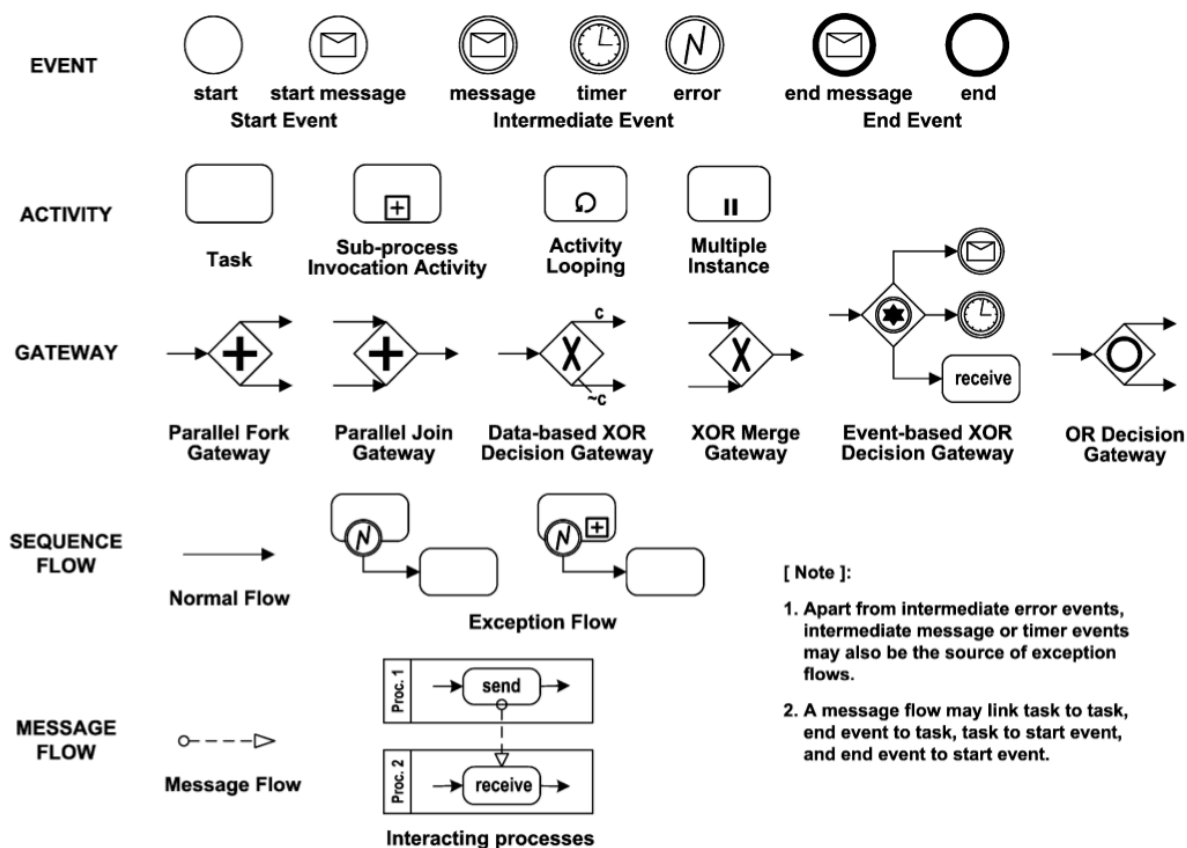 EVENT
start
start message
message
timer
error
end message
end
Start Event
Intermediate Event
End Event
ACTIVITY
Task
Sub-process
Invocation Activity
Activity
Looping
Multiple
Instance
GATEWAY
c
~c
receive
Parallel Fork
Gateway
Parallel Join
Gateway
Data-based XOR
Decision Gateway
XOR Merge
Gateway
Event-based XOR
Decision Gateway
OR Decision
Gateway
SEQUENCE
FLOW
Normal Flow
Exception Flow
[ Note ]:
1. Apart from intermediate error events,
intermediate message or timer events
may also be the source of exception
flows.
2. A message flow may link task to task,
end event to task, task to start event,
and end event to start event.
MESSAGE
FLOW
Message Flow
Proc. 1
send
Proc. 2
receive
Interacting processes